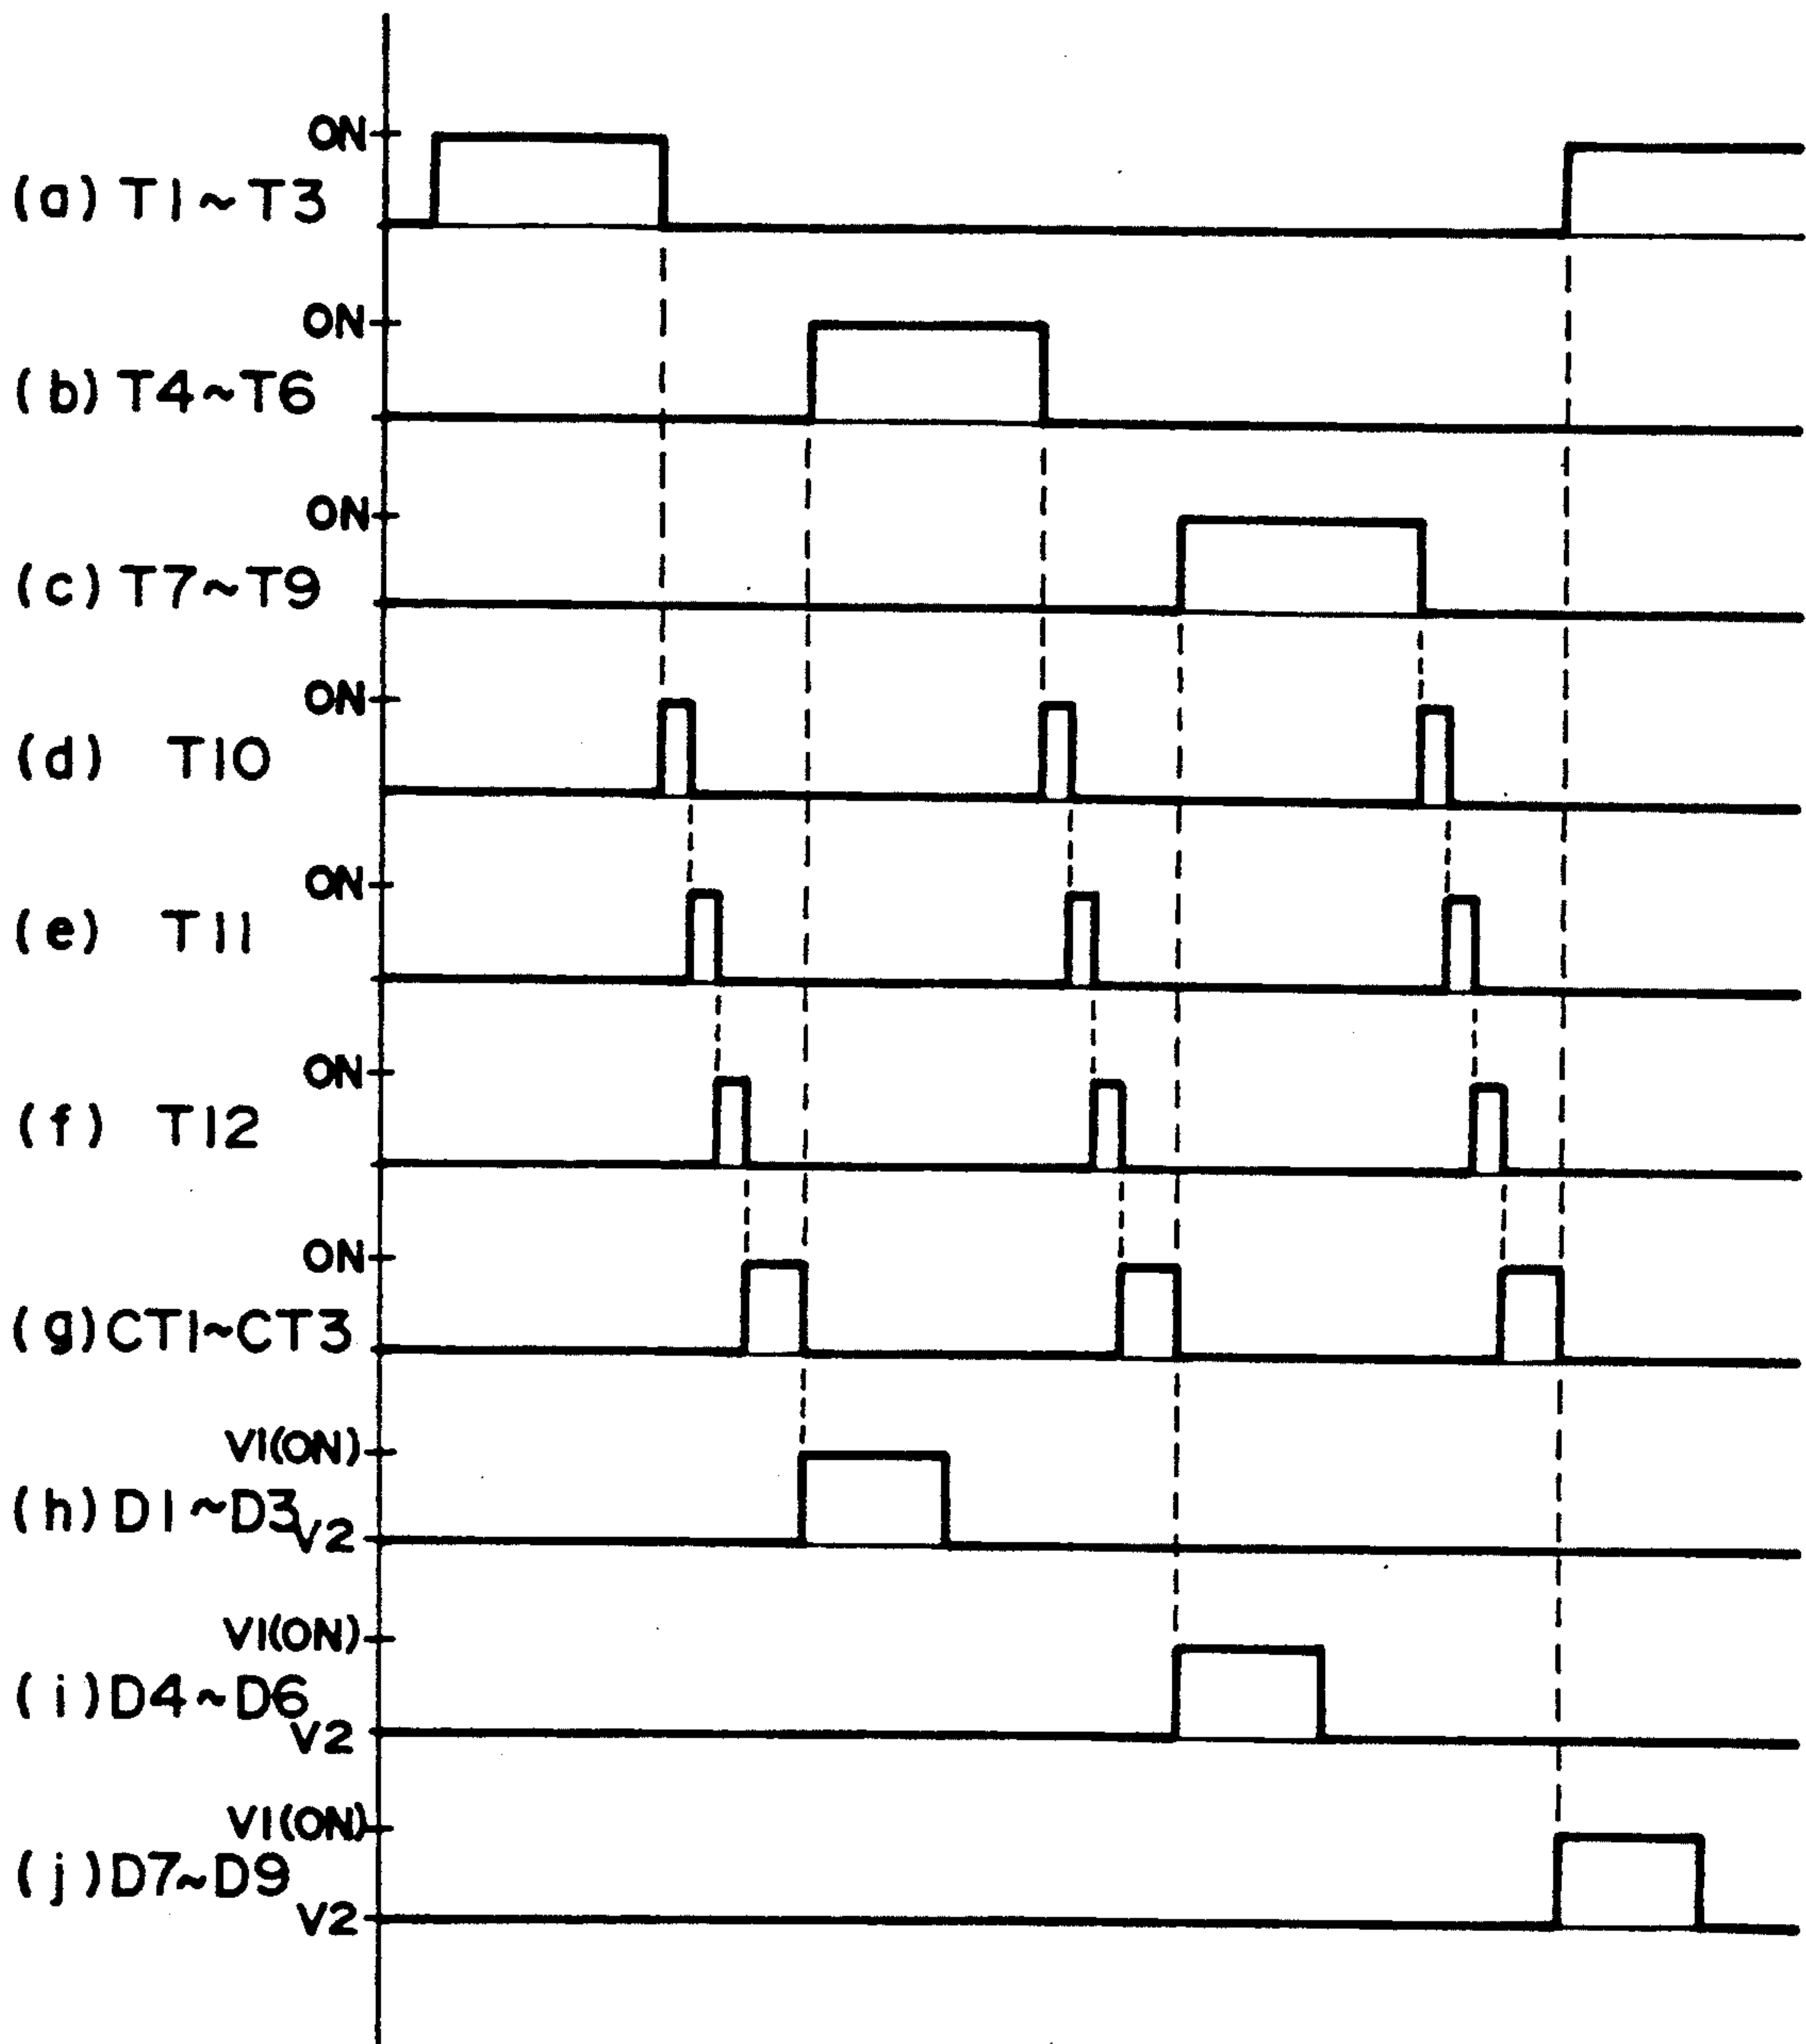 ON
(a) T1~T3
ON
(b) T4~T6
ON
(c) T7~T9
ON
(d) T10
ON
(e) T11
ON
(f) T12
ON
(g) CT1~CT3
V1(ON)
(h) D1~D3
V2
V1(ON)
(i) D4~D6
V2
V1(ON)
(j) D7~D9
V2